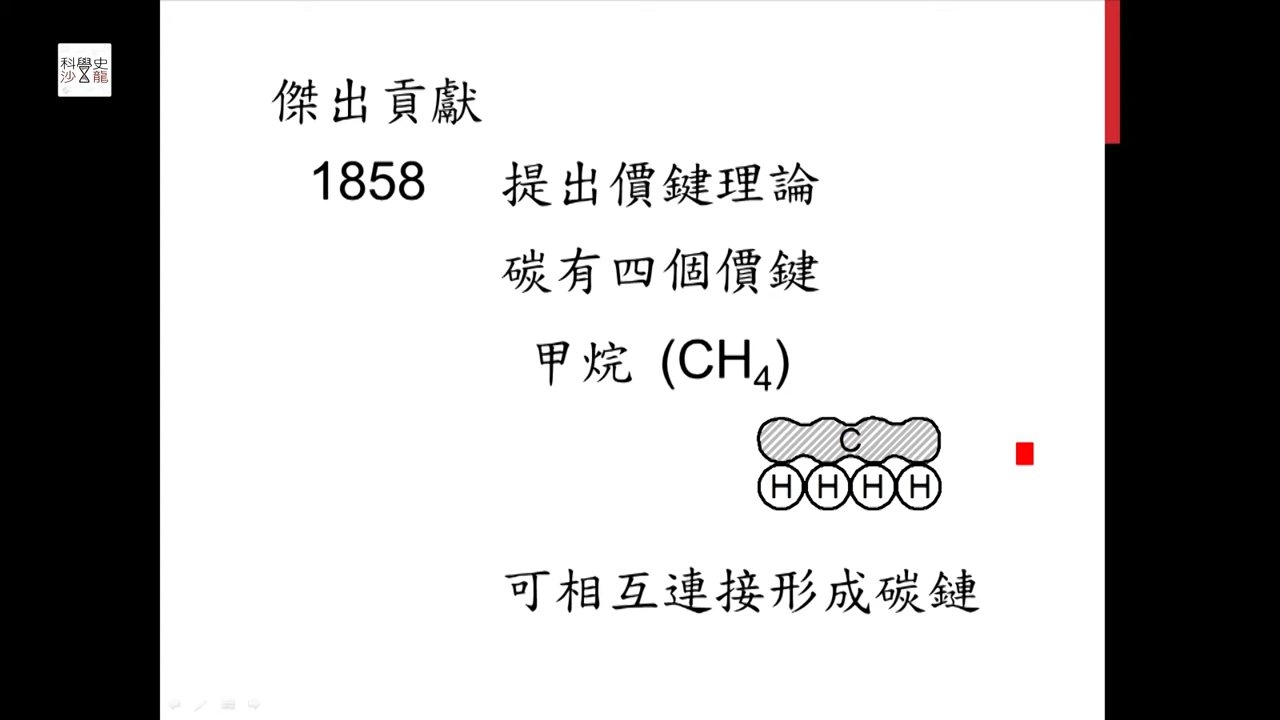 科學史
沙龍
傑出貢獻
1858 提出價鍵理論
碳有四個價鍵
甲烷 (CH₄)
C
H H H H
可相互連接形成碳鏈